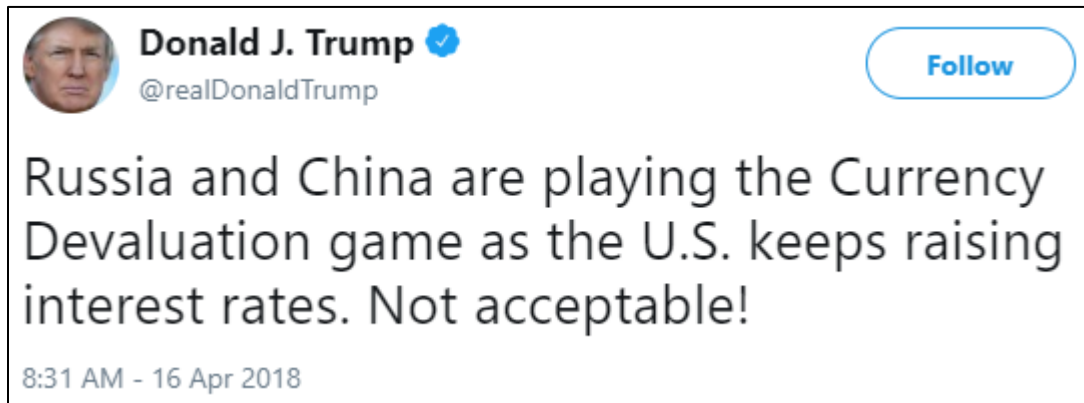 Donald J. Trump
@realDonaldTrump
Follow
Russia and China are playing the Currency
Devaluation game as the U.S. keeps raising
interest rates. Not acceptable!
8:31 AM - 16 Apr 2018